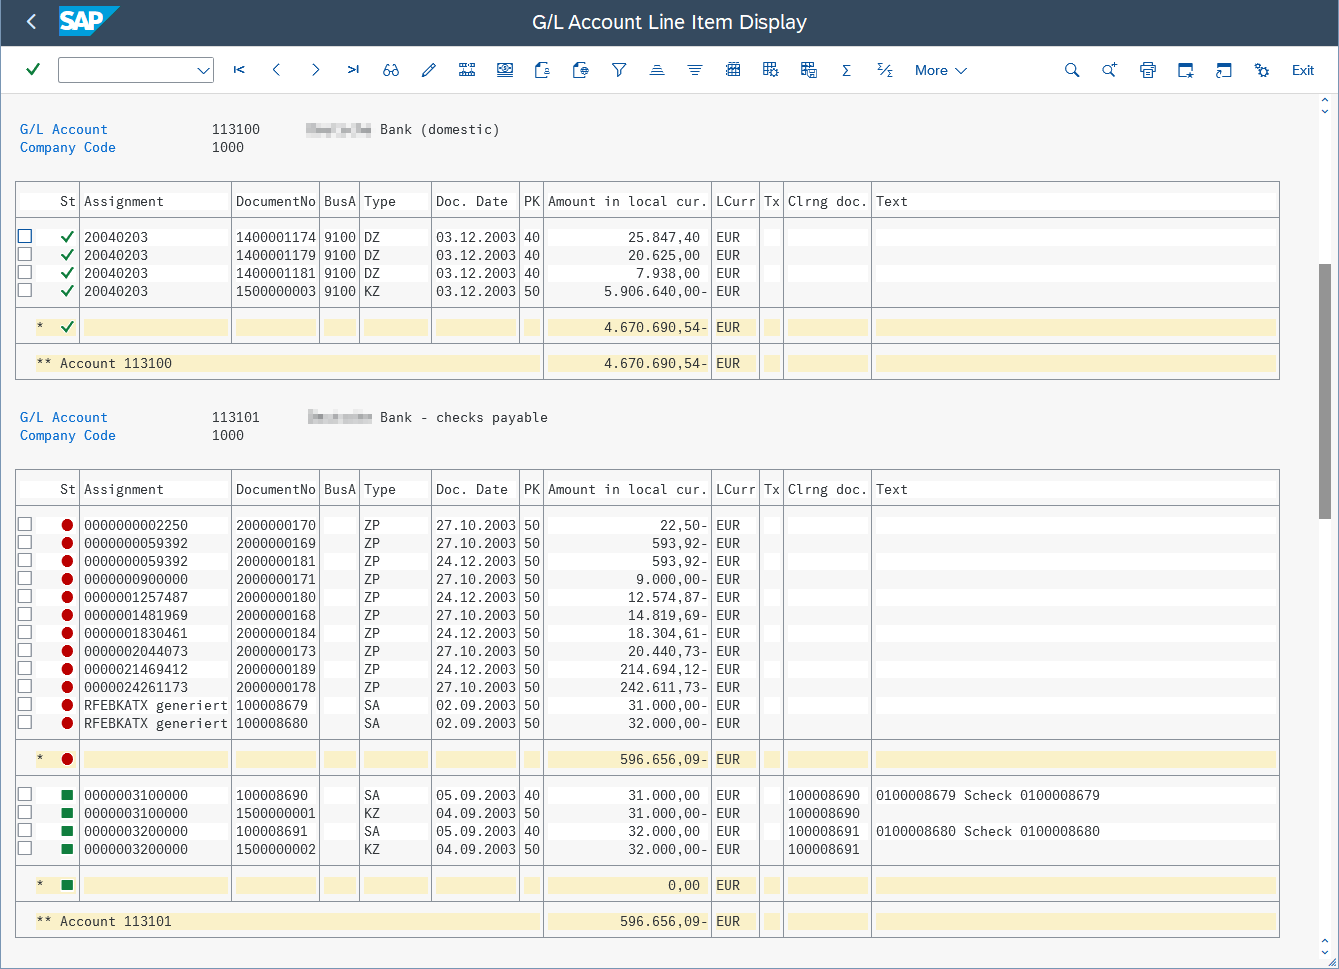 SAP G/L Account Line Item Display
More Exit
G/L Account 113100 Bank (domestic)
Company Code 1000
St Assignment DocumentNo BusA Type Doc. Date PK Amount in local cur. LCurr Tx Clrng doc. Text
20040203 1400001174 9100 DZ 03.12.2003 40 25.847,40 EUR
20040203 1400001179 9100 DZ 03.12.2003 40 20.625,00 EUR
20040203 1400001181 9100 DZ 03.12.2003 40 7.938,00 EUR
20040203 1500000003 9100 KZ 03.12.2003 50 5.906.640,00- EUR
* 4.670.690,54- EUR
** Account 113100 4.670.690,54- EUR
G/L Account 113101 Bank - checks payable
Company Code 1000
St Assignment DocumentNo BusA Type Doc. Date PK Amount in local cur. LCurr Tx Clrng doc. Text
0000000002250 2000000170 ZP 27.10.2003 50 22,50- EUR
0000000059392 2000000169 ZP 27.10.2003 50 593,92- EUR
0000000059392 2000000181 ZP 24.12.2003 50 593,92- EUR
0000000900000 2000000171 ZP 27.10.2003 50 9.000,00- EUR
0000001257487 2000000180 ZP 24.12.2003 50 12.574,87- EUR
0000001481969 2000000168 ZP 27.10.2003 50 14.819,69- EUR
0000001830461 2000000184 ZP 24.12.2003 50 18.304,61- EUR
0000002044073 2000000173 ZP 27.10.2003 50 20.440,73- EUR
0000021469412 2000000189 ZP 24.12.2003 50 214.694,12- EUR
0000024261173 2000000178 ZP 27.10.2003 50 242.611,73- EUR
RFEBKATX generiert 100008679 SA 02.09.2003 50 31.000,00- EUR
RFEBKATX generiert 100008680 SA 02.09.2003 50 32.000,00- EUR
* 596.656,09- EUR
0000003100000 100008690 SA 05.09.2003 40 31.000,00 EUR 100008690 0100008679 Scheck 0100008679
0000003100000 1500000001 KZ 04.09.2003 50 31.000,00- EUR 100008690
0000003200000 100008691 SA 05.09.2003 40 32.000,00 EUR 100008691 0100008680 Scheck 0100008680
0000003200000 1500000002 KZ 04.09.2003 50 32.000,00- EUR 100008691
* 0,00 EUR
** Account 113101 596.656,09- EUR